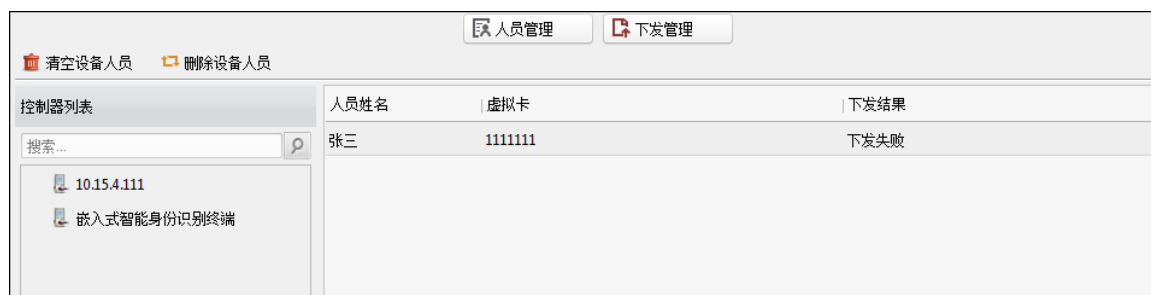 人员管理 下发管理
清空设备人员 删除设备人员
控制器列表 人员姓名 虚拟卡 下发结果
搜索... 张三 1111111 下发失败
10.15.4.111
嵌入式智能身份识别终端